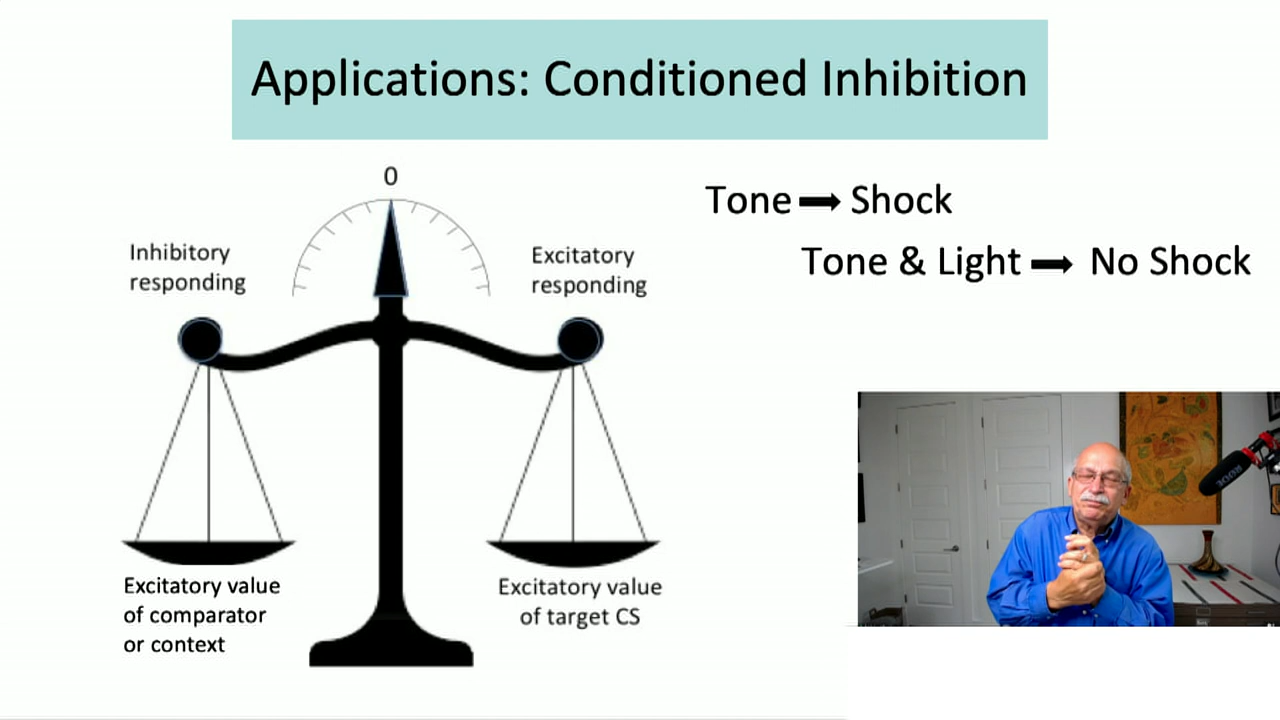 Applications: Conditioned Inhibition
0
Inhibitory
responding
Excitatory
responding
Tone → Shock
Tone & Light → No Shock
Excitatory value
of comparator
or context
Excitatory value
of target CS
RODE